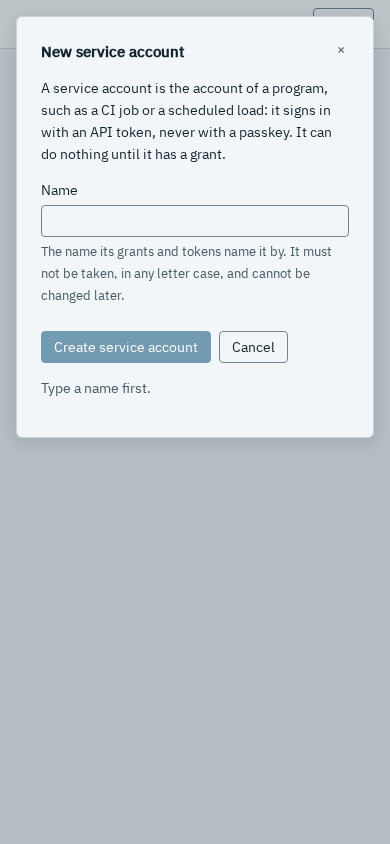 New service account
×
A service account is the account of a program,
such as a CI job or a scheduled load: it signs in
with an API token, never with a passkey. It can
do nothing until it has a grant.
Name
The name its grants and tokens name it by. It must
not be taken, in any letter case, and cannot be
changed later.
Create service account
Cancel
Type a name first.